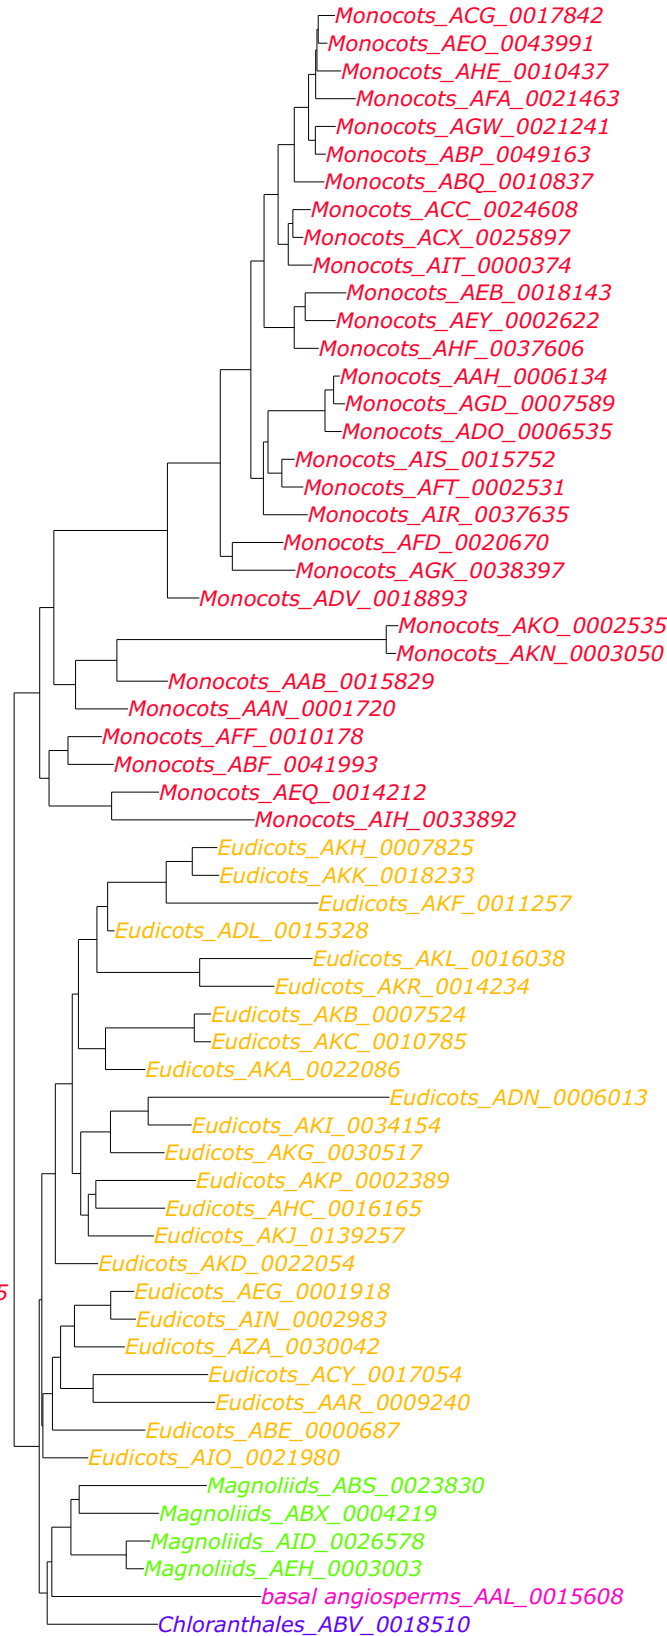 Monocots_ACG_0017842
Monocots_AEO_0043991
Monocots_AHE_0010437
Monocots_AFA_0021463
Monocots_AGW_0021241
Monocots_ABP_0049163
Monocots_ABQ_0010837
Monocots_ACC_0024608
Monocots_ACX_0025897
Monocots_AIT_0000374
Monocots_AEB_0018143
Monocots_AEY_0002622
Monocots_AHF_0037606
Monocots_AAH_0006134
Monocots_AGD_0007589
Monocots_ADO_0006535
Monocots_AIS_0015752
Monocots_AFT_0002531
Monocots_AIR_0037635
Monocots_AFD_0020670
Monocots_AGK_0038397
Monocots_ADV_0018893
Monocots_AKO_0002535
Monocots_AKN_0003050
Monocots_AAB_0015829
Monocots_AAN_0001720
Monocots_AFF_0010178
Monocots_ABF_0041993
Monocots_AEQ_0014212
Monocots_AIH_0033892
Eudicots_AKH_0007825
Eudicots_AKK_0018233
Eudicots_AKF_0011257
Eudicots_ADL_0015328
Eudicots_AKL_0016038
Eudicots_AKR_0014234
Eudicots_AKB_0007524
Eudicots_AKC_0010785
Eudicots_AKA_0022086
Eudicots_ADN_0006013
Eudicots_AKI_0034154
Eudicots_AKG_0030517
Eudicots_AKP_0002389
Eudicots_AHC_0016165
Eudicots_AKJ_0139257
Eudicots_AKD_0022054
5
Eudicots_AEG_0001918
Eudicots_AIN_0002983
Eudicots_AZA_0030042
Eudicots_ACY_0017054
Eudicots_AAR_0009240
Eudicots_ABE_0000687
Eudicots_AIO_0021980
Magnoliids_ABS_0023830
Magnoliids_ABX_0004219
Magnoliids_AID_0026578
Magnoliids_AEH_0003003
basal angiosperms_AAL_0015608
Chloranthales_ABV_0018510